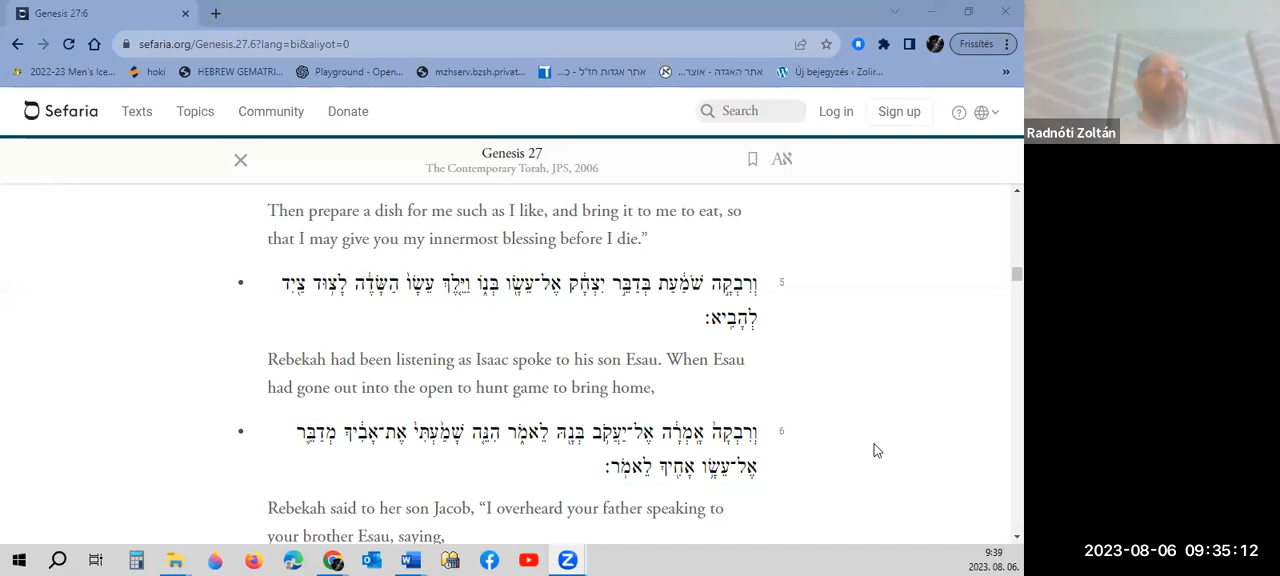 Genesis 27:6
sefaria.org/Genesis.27.6?lang=bi&aliyot=0
Frissítés
2022-23 Men's Ice...
hoki
HEBREW GEMATRI...
Playground - Open...
mzhserv.bzsh.privat...
אתר אגדות חז"ל - כ...
אתר האגדה - אוצר...
Új bejegyzés ‹ Zolir...
»
Sefaria
Texts
Topics
Community
Donate
Search
Log in
Sign up
Genesis 27
The Contemporary Torah, JPS, 2006
Then prepare a dish for me such as I like, and bring it to me to eat, so
that I may give you my innermost blessing before I die.”
5
וְרִבְקָ֣ה שֹׁמַ֔עַת בְּדַבֵּ֣ר יִצְחָ֔ק אֶל־עֵשָׂ֖ו בְּנ֑וֹ וַיֵּ֤לֶךְ עֵשָׂו֙ הַשָּׂדֶ֔ה לָצ֥וּד צַ֖יִד
לְהָבִֽיא׃
Rebekah had been listening as Isaac spoke to his son Esau. When Esau
had gone out into the open to hunt game to bring home,
6
וְרִבְקָה֙ אָֽמְרָ֔ה אֶל־יַעֲקֹ֥ב בְּנָ֖הּ לֵאמֹ֑ר הִנֵּ֤ה שָׁמַ֙עְתִּי֙ אֶת־אָבִ֔יךָ מְדַבֵּ֛ר
אֶל־עֵשָׂ֥ו אָחִ֖יךָ לֵאמֹֽר׃
Rebekah said to her son Jacob, “I overheard your father speaking to
your brother Esau, saying,
Radnóti Zoltán
9:39
2023. 08. 06.
2023-08-06 09:35:12